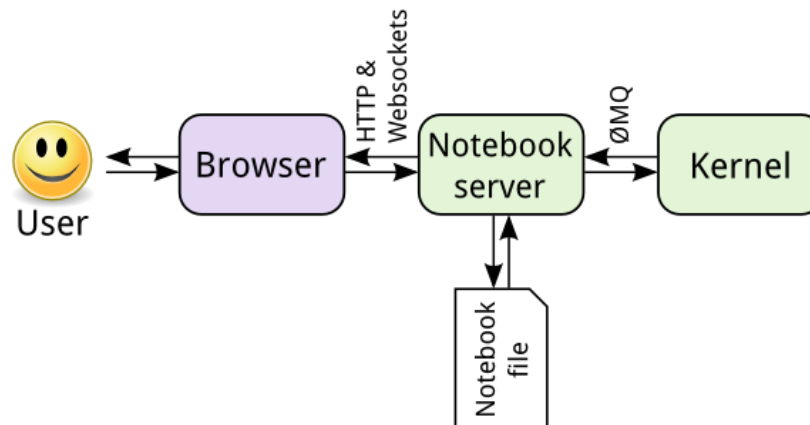 User
Browser
HTTP &
Websockets
Notebook
server
ØMQ
Kernel
Notebook
file